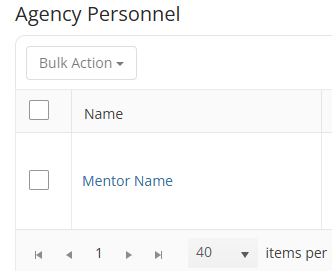 Agency Personnel
Bulk Action
Name
Mentor Name
1 40 items per